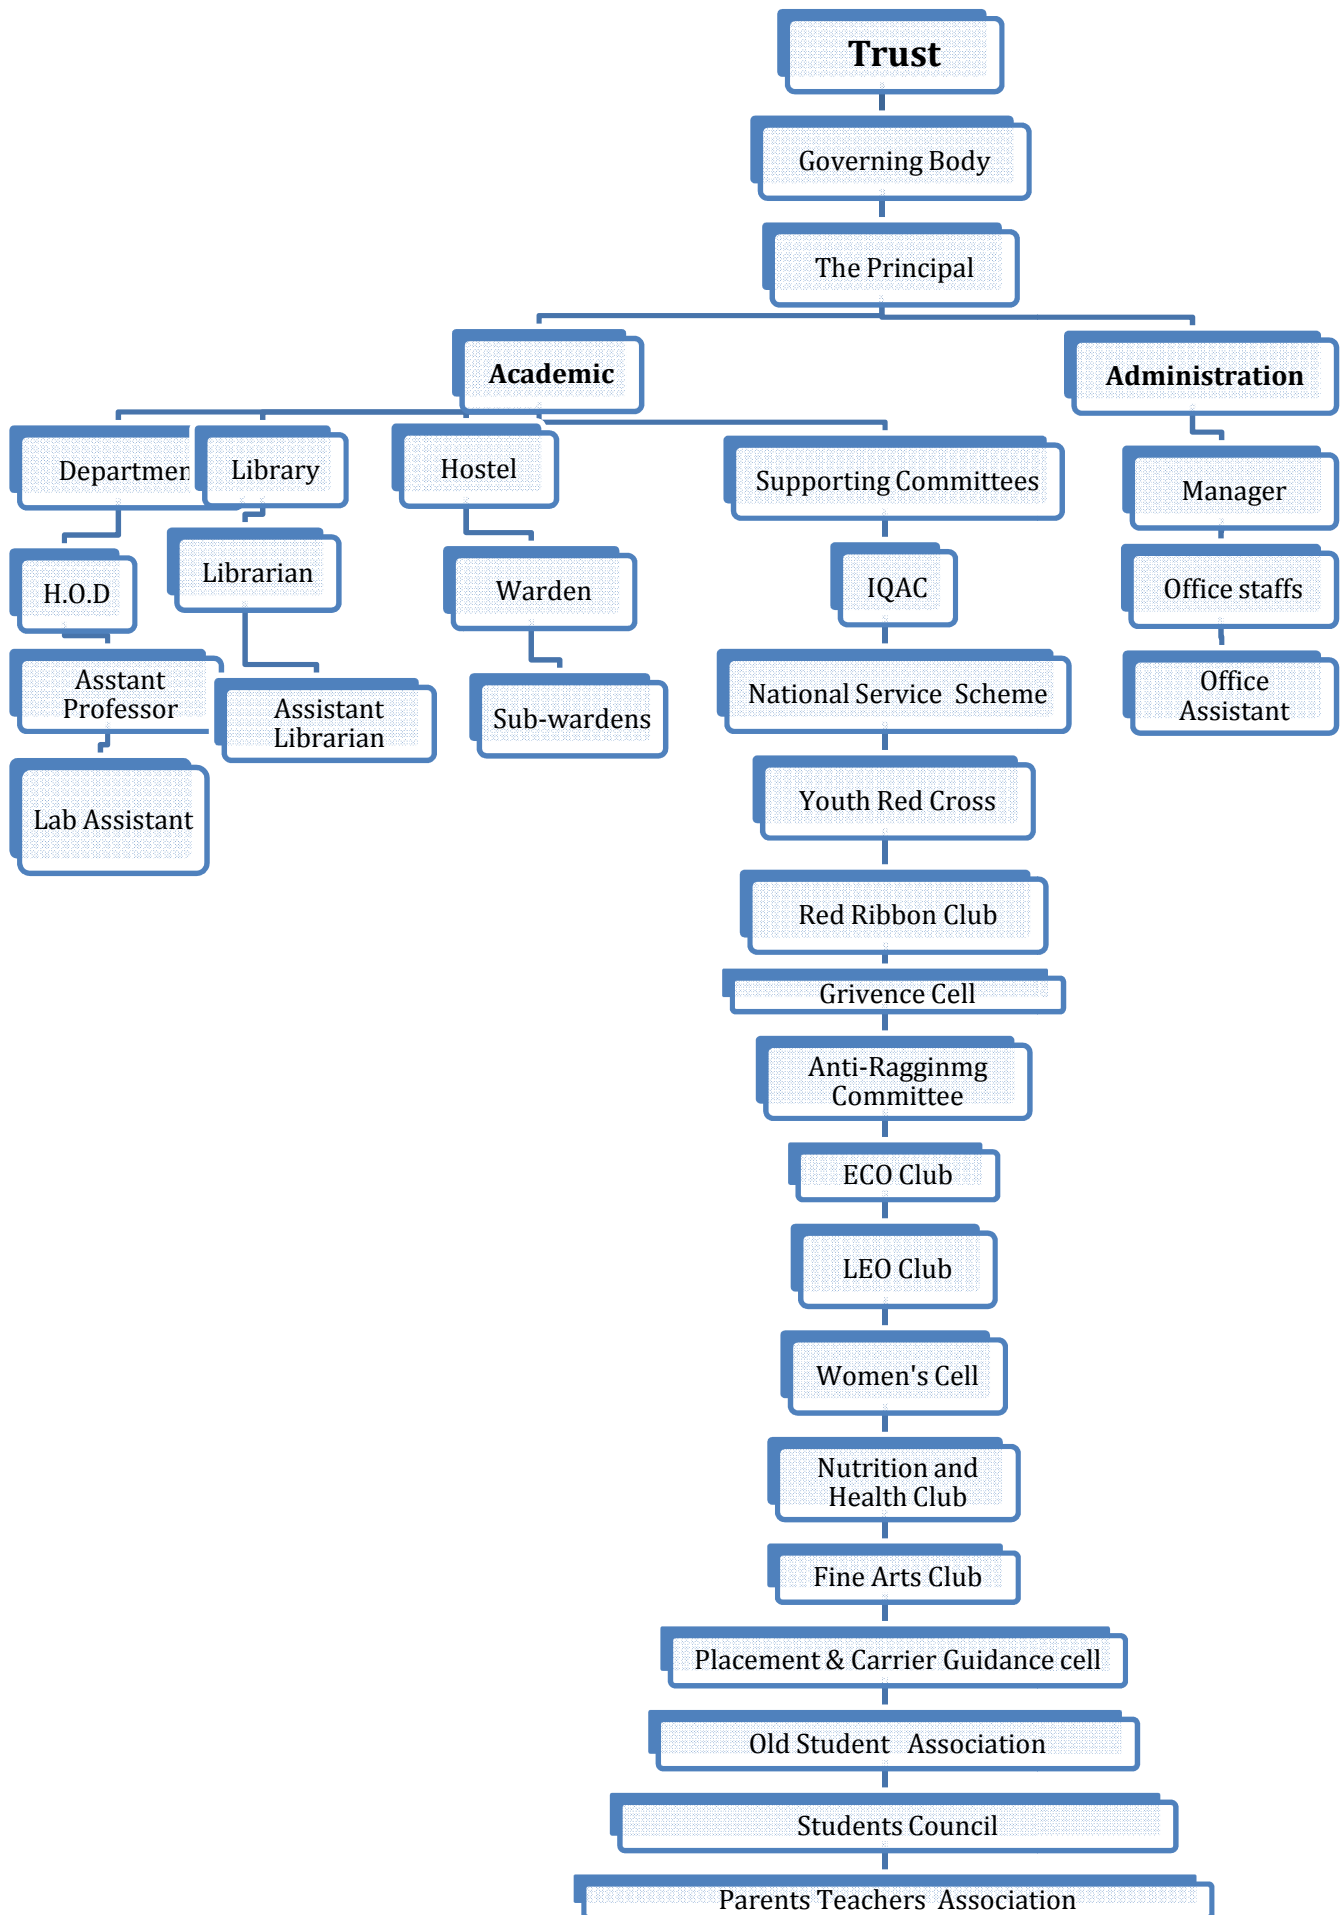 Trust
Governing Body
The Principal
Academic
Administration
Departmen
Library
Hostel
Supporting Committees
Manager
H.O.D
Librarian
Warden
IQAC
Office staffs
Asstant
Professor
Assistant
Librarian
Sub-wardens
National Service Scheme
Office
Assistant
Lab Assistant
Youth Red Cross
Red Ribbon Club
Grivence Cell
Anti-Ragginmg
Committee
ECO Club
LEO Club
Women's Cell
Nutrition and
Health Club
Fine Arts Club
Placement & Carrier Guidance cell
Old Student Association
Students Council
Parents Teachers Association